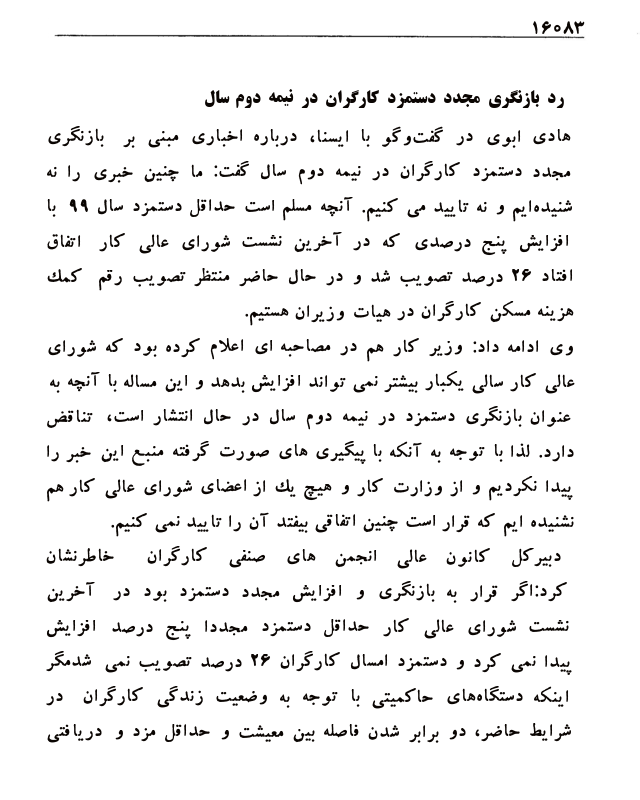 ۱۶۰۸۳
رد بازنگری مجدد دستمزد کارگران در نیمه دوم سال
هادی ابوی در گفت‌وگو با ایسنا، درباره اخباری مبنی بر بازنگری
مجدد دستمزد کارگران در نیمه دوم سال گفت: ما چنین خبری را نه
شنیده‌ایم و نه تایید می کنیم. آنچه مسلم است حداقل دستمزد سال ۹۹ با
افزایش پنج درصدی که در آخرین نشست شورای عالی کار اتفاق
افتاد ۲۶ درصد تصویب شد و در حال حاضر منتظر تصویب رقم کمك
هزینه مسکن کارگران در هیات وزیران هستیم.
وی ادامه داد: وزیر کار هم در مصاحبه ای اعلام کرده بود که شورای
عالی کار سالی یکبار بیشتر نمی تواند افزایش بدهد و این مساله با آنچه به
عنوان بازنگری دستمزد در نیمه دوم سال در حال انتشار است، تناقض
دارد. لذا با توجه به آنکه با پیگیری های صورت گرفته منبع این خبر را
پیدا نکردیم و از وزارت کار و هیچ یك از اعضای شورای عالی کار هم
نشنیده ایم که قرار است چنین اتفاقی بیفتد آن را تایید نمی کنیم.
دبیرکل کانون عالی انجمن های صنفی کارگران خاطرنشان
کرد:اگر قرار به بازنگری و افزایش مجدد دستمزد بود در آخرین
نشست شورای عالی کار حداقل دستمزد مجددا پنج درصد افزایش
پیدا نمی کرد و دستمزد امسال کارگران ۲۶ درصد تصویب نمی شدمگر
اینکه دستگاه‌های حاکمیتی با توجه به وضعیت زندگی کارگران در
شرایط حاضر، دو برابر شدن فاصله بین معیشت و حداقل مزد و دریافتی